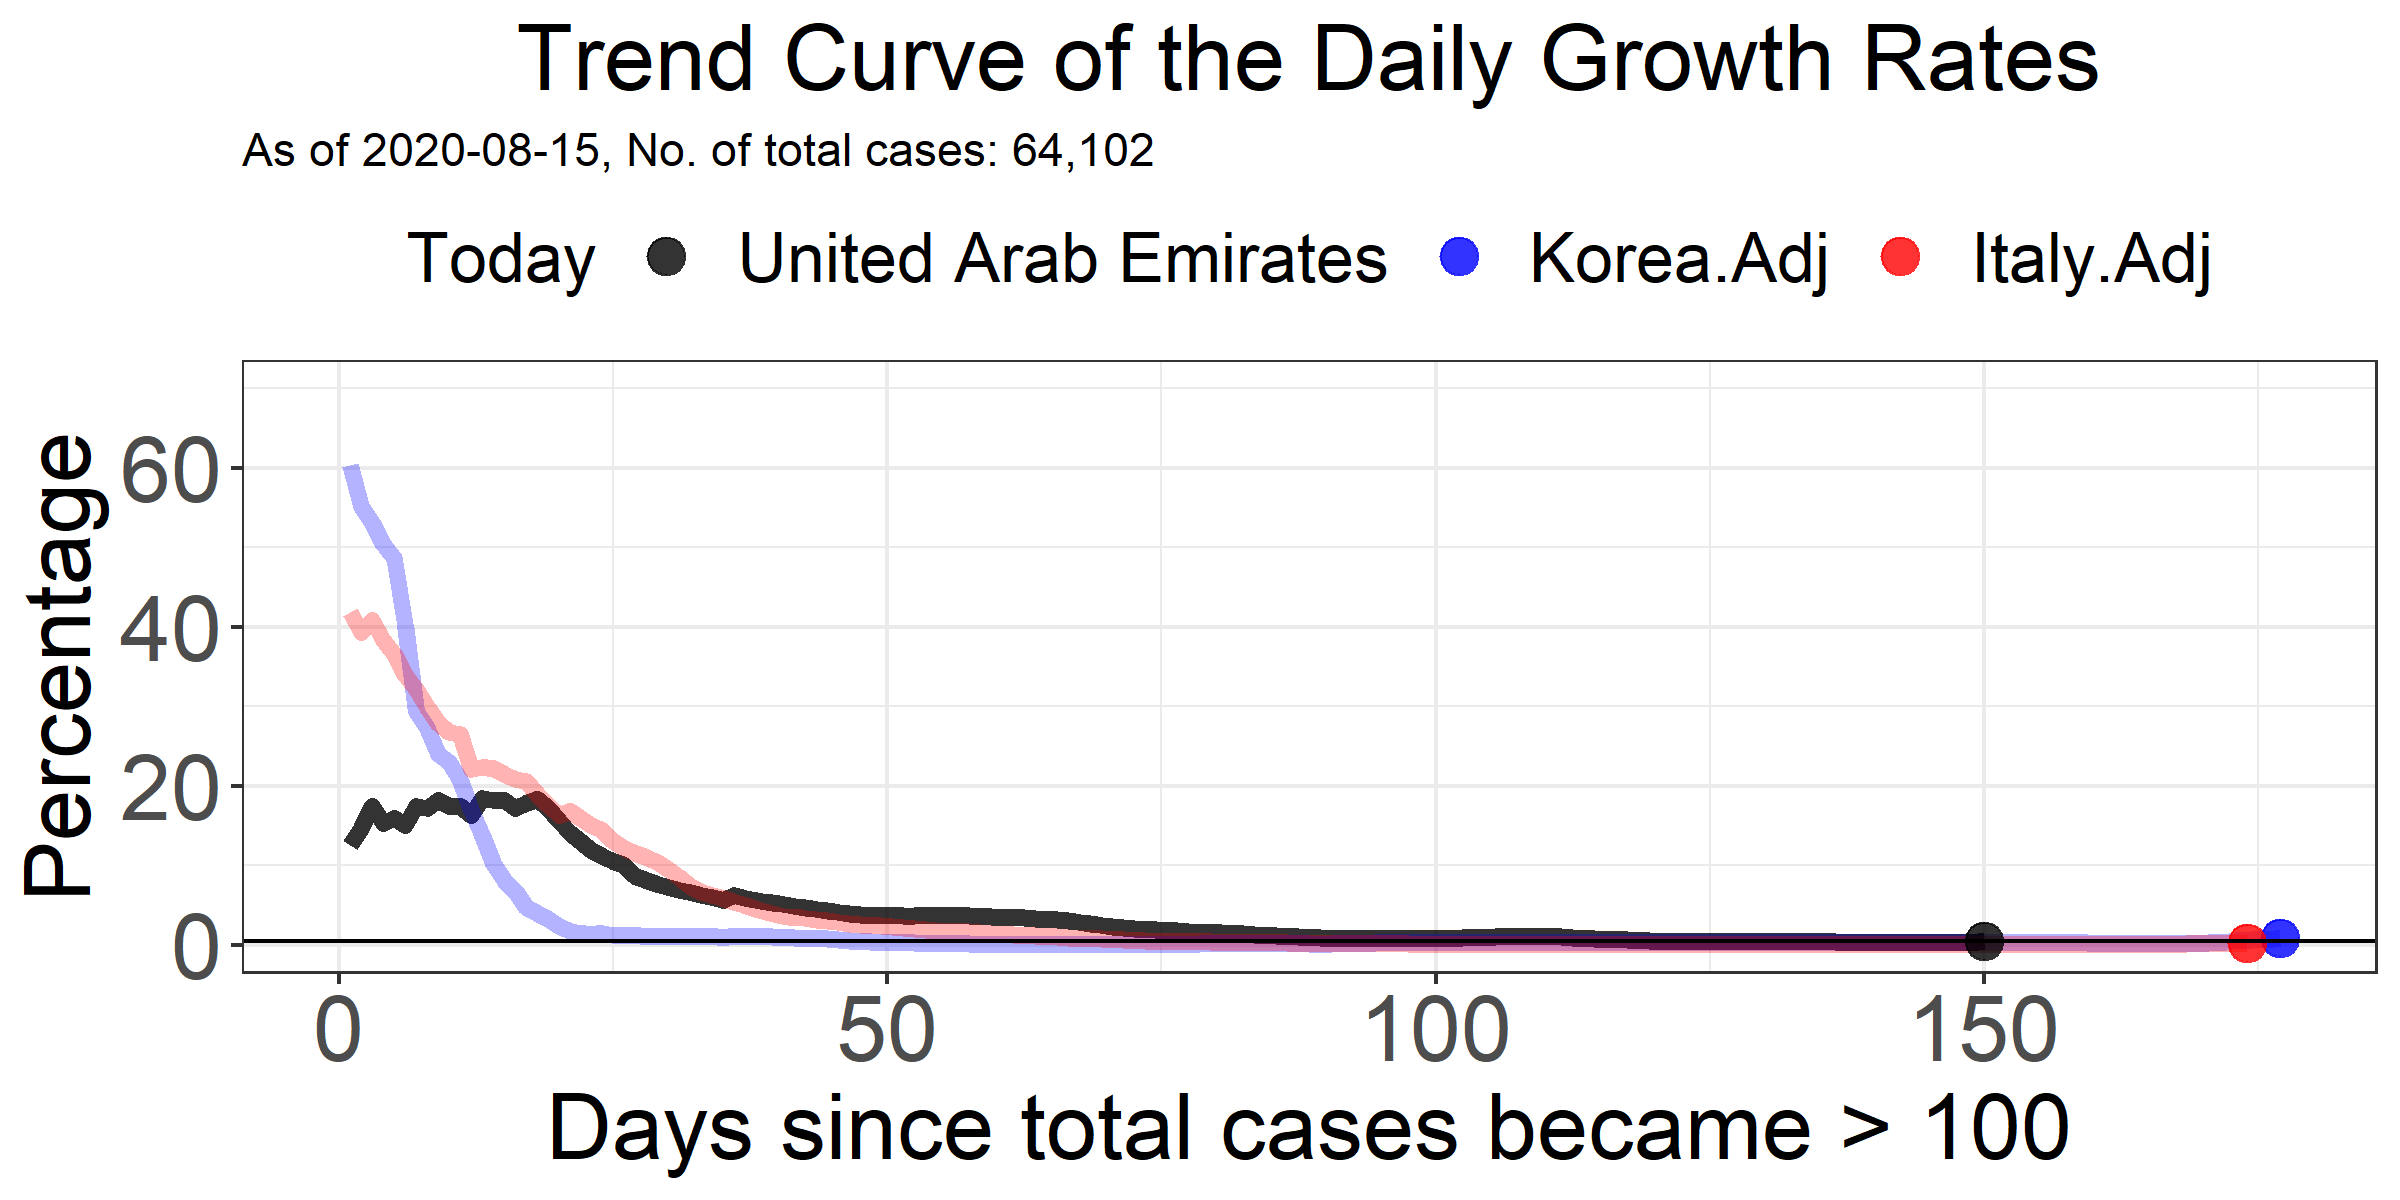 Trend Curve of the Daily Growth Rates
As of 2020-08-15, No. of total cases: 64,102
Today United Arab Emirates Korea.Adj Italy.Adj
Percentage
60
40
20
0
0 50 100 150
Days since total cases became > 100